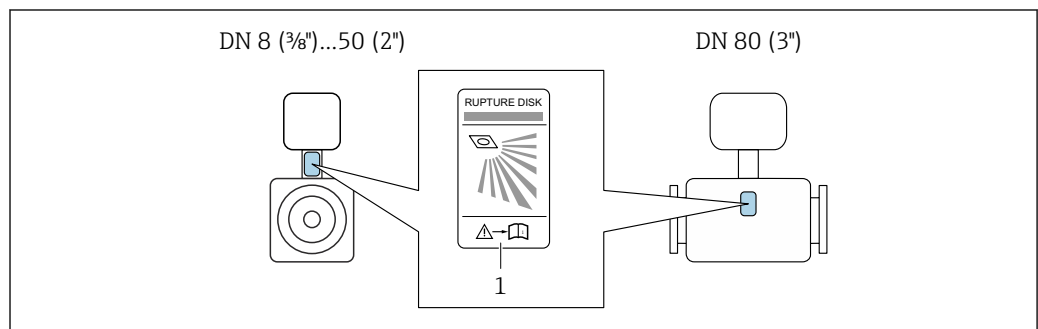 DN 8 (⅜")...50 (2")
DN 80 (3")
RUPTURE DISK
i
1